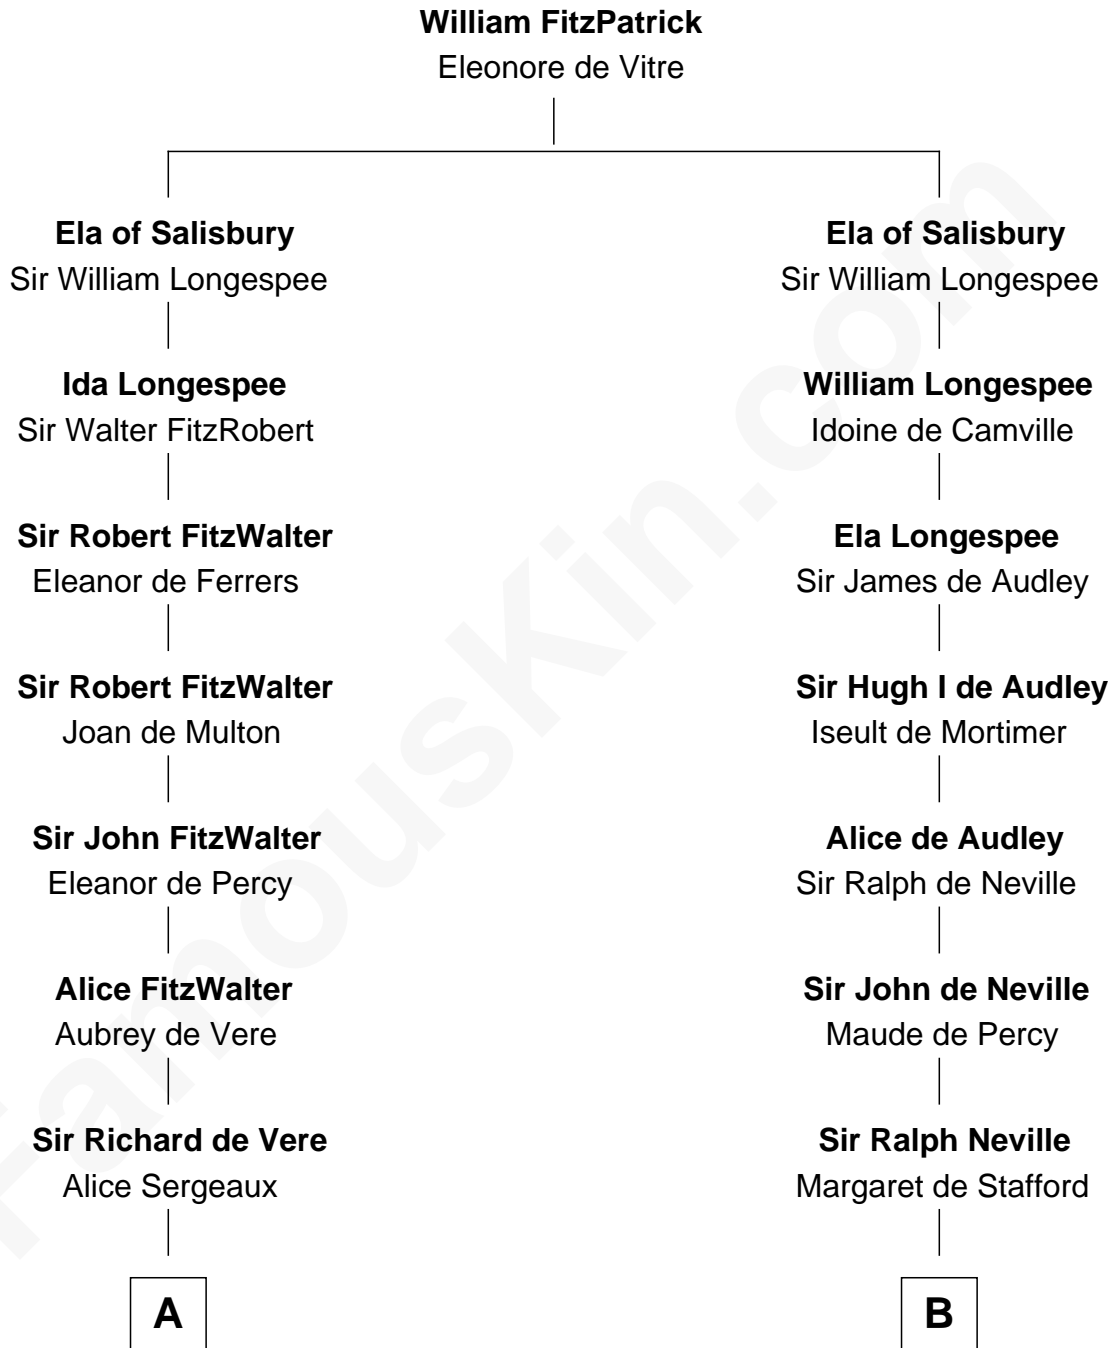 William FitzPatrick
Eleonore de Vitre
Ela of Salisbury
Sir William Longespee
Ida Longespee
Sir Walter FitzRobert
Sir Robert FitzWalter
Eleanor de Ferrers
Sir Robert FitzWalter
Joan de Multon
Sir John FitzWalter
Eleanor de Percy
Alice FitzWalter
Aubrey de Vere
Sir Richard de Vere
Alice Sergeaux
A
Ela of Salisbury
Sir William Longespee
William Longespee
Idoine de Camville
Ela Longespee
Sir James de Audley
Sir Hugh I de Audley
Iseult de Mortimer
Alice de Audley
Sir Ralph de Neville
Sir John de Neville
Maude de Percy
Sir Ralph Neville
Margaret de Stafford
B
FamousKin.com